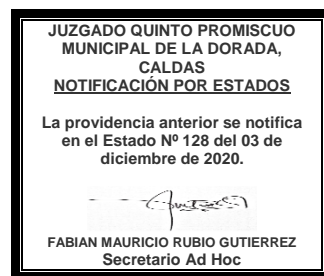 JUZGADO QUINTO PROMISCUO
MUNICIPAL DE LA DORADA,
CALDAS
NOTIFICACIÓN POR ESTADOS
La providencia anterior se notifica
en el Estado Nº 128 del 03 de
diciembre de 2020.
FABIAN MAURICIO RUBIO GUTIERREZ
Secretario Ad Hoc